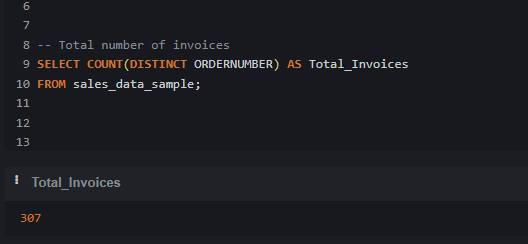 6
7
8 -- Total number of invoices
9 SELECT COUNT(DISTINCT ORDERNUMBER) AS Total_Invoices
10 FROM sales_data_sample;
11
12
13
Total_Invoices
307